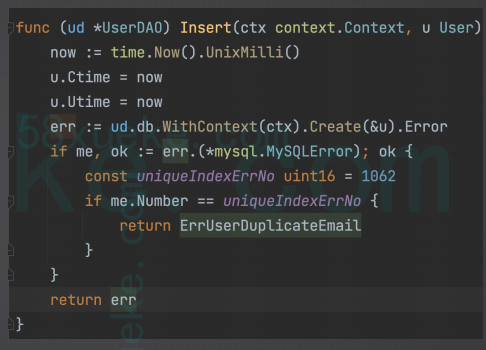 func (ud *UserDAO) Insert(ctx context.Context, u User)
    now := time.Now().UnixMilli()
    u.Ctime = now
    u.Utime = now
    err := ud.db.WithContext(ctx).Create(&u).Error
    if me, ok := err.(*mysql.MySQLError); ok {
        const uniqueIndexErrNo uint16 = 1062
        if me.Number == uniqueIndexErrNo {
            return ErrUserDuplicateEmail
        }
    }
    return err
}